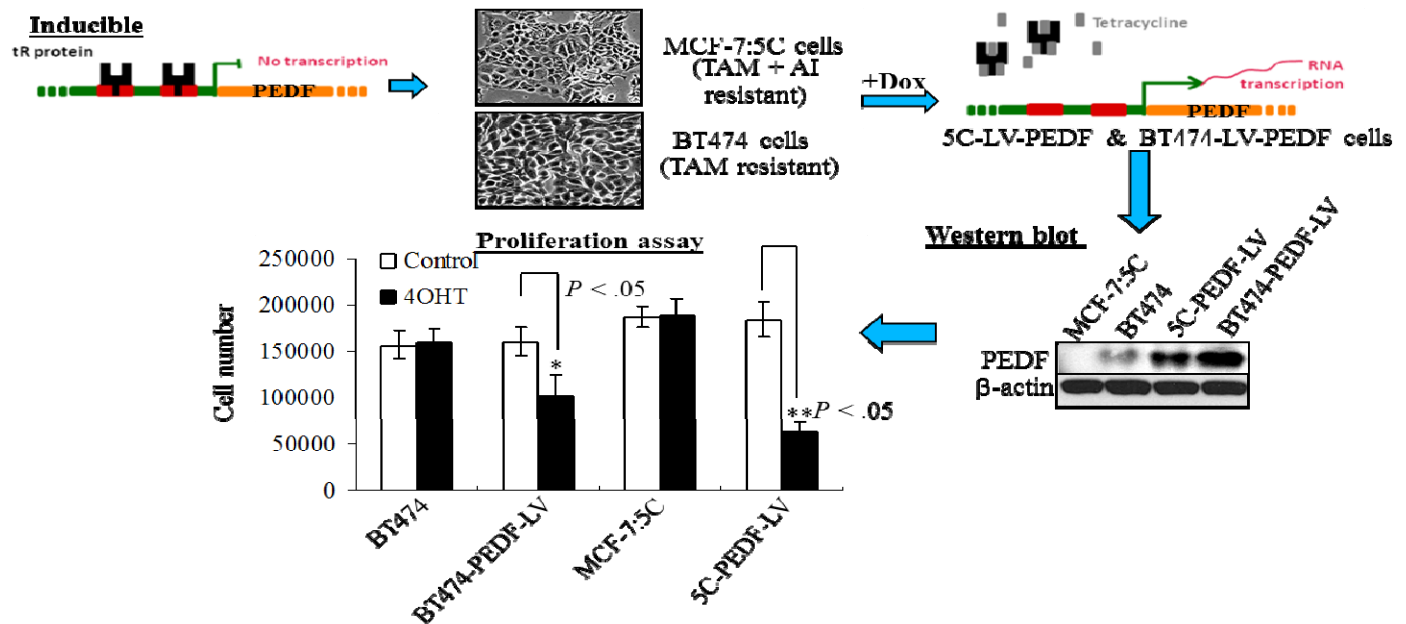 Inducible
tR protein
No transcription
PEDF
MCF-7:5C cells
(TAM + AI
resistant)
BT474 cells
(TAM resistant)
+Dox
Tetracycline
RNA
transcription
PEDF
5C-LV-PEDF & BT474-LV-PEDF cells
Western blot
MCF-7:5C
BT474
5C-PEDF-LV
BT474-PEDF-LV
PEDF
β-actin
Proliferation assay
Control
4OHT
Cell number
250000
200000
150000
100000
50000
0
P < .05
*
**P < .05
BT474
BT474-PEDF-LV
MCF-7:5C
5C-PEDF-LV